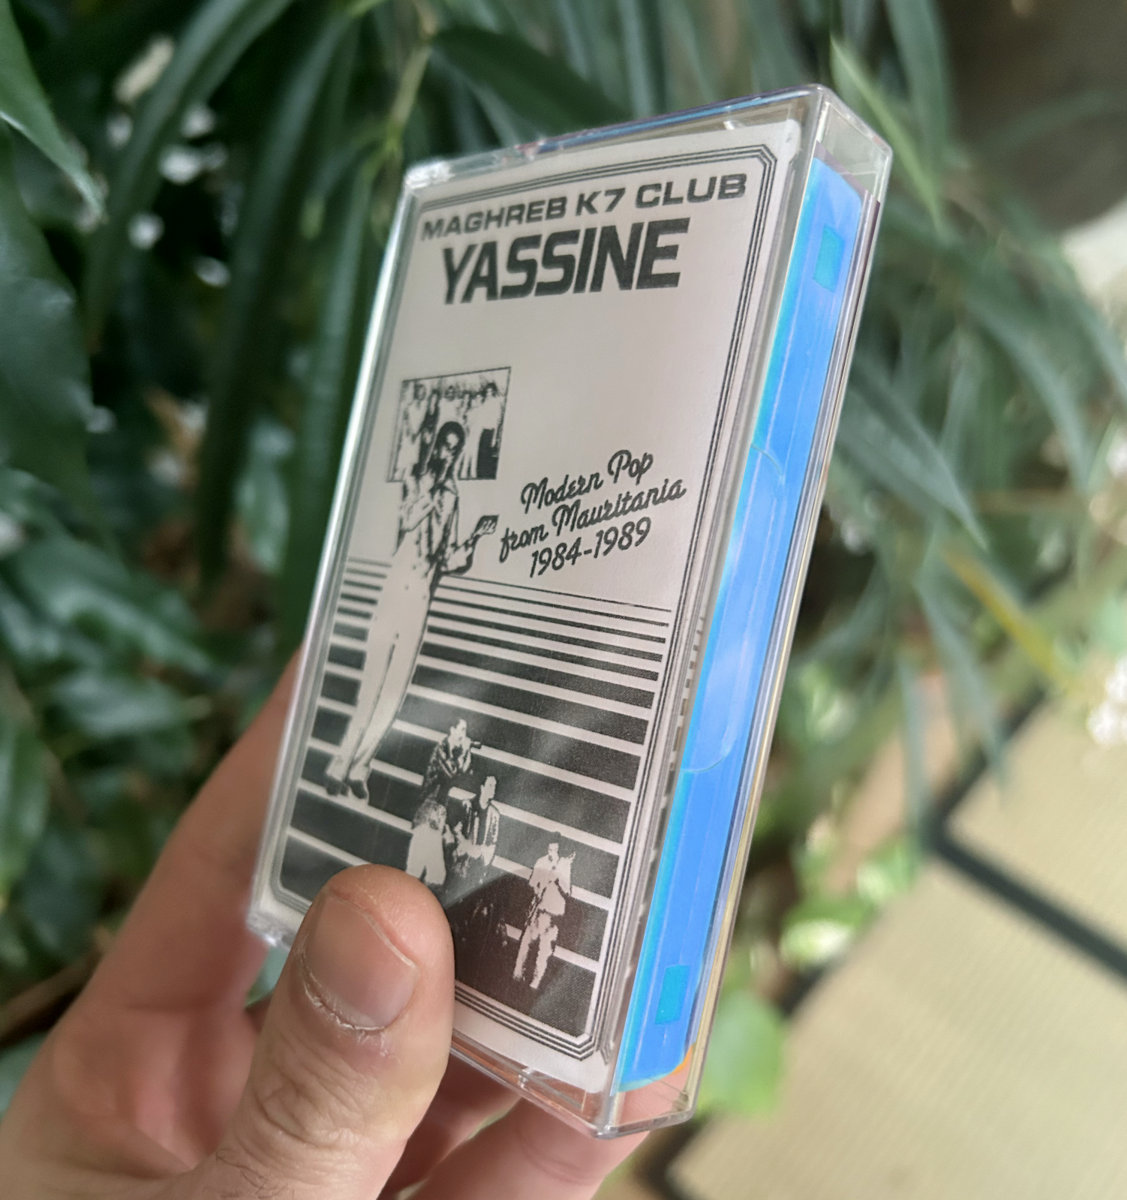 MAGHREB K7 CLUB
YASSINE
Modern Pop
from Mauritania
1984-1989